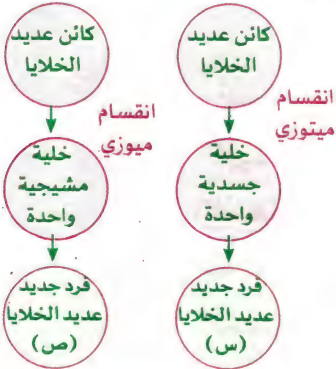 كائن عديد
الخلايا
انقسام
ميتوزي
خلية
جسدية
واحدة
فرد جديد
عديد الخلايا
(س)
كائن عديد
الخلايا
انقسام
ميوزي
خلية
مشيجية
واحدة
فرد جديد
عديد الخلايا
(ص)